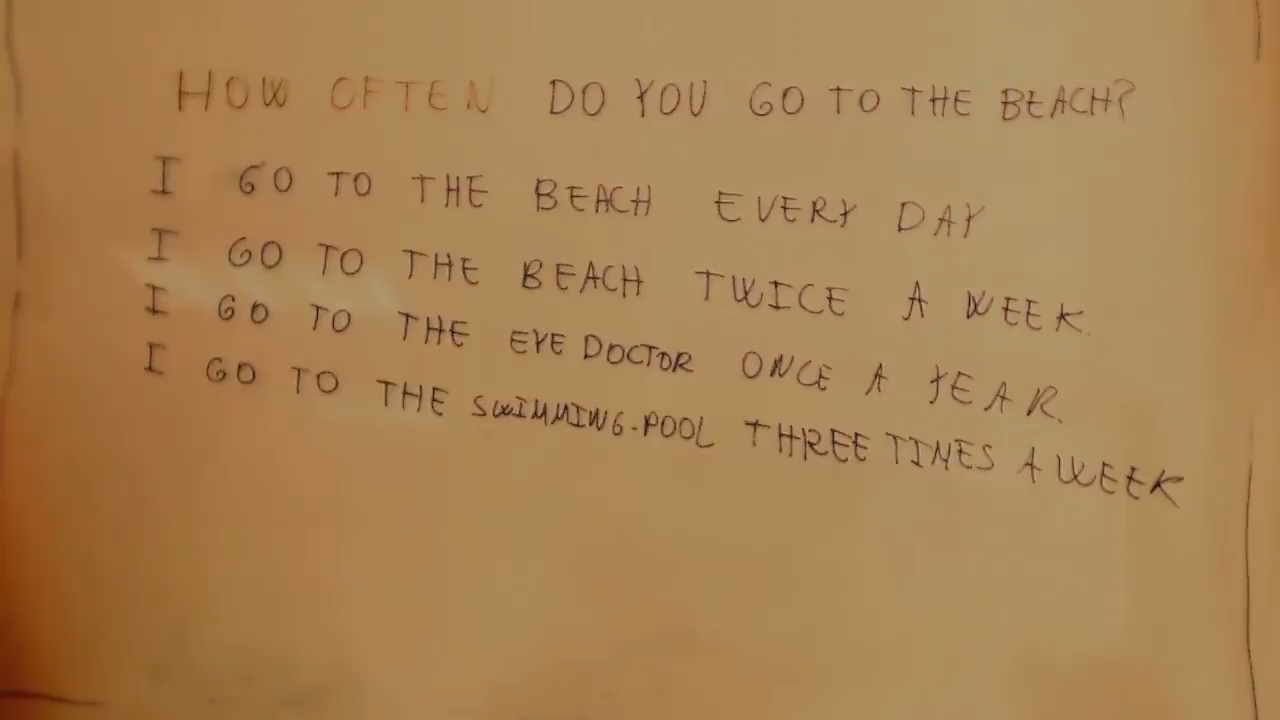 HOW OFTEN DO YOU GO TO THE BEACH?
I GO TO THE BEACH EVERY DAY
I GO TO THE BEACH TWICE A WEEK.
I GO TO THE EYE DOCTOR ONCE A YEAR.
I GO TO THE SWIMMING-POOL THREE TIMES A WEEK